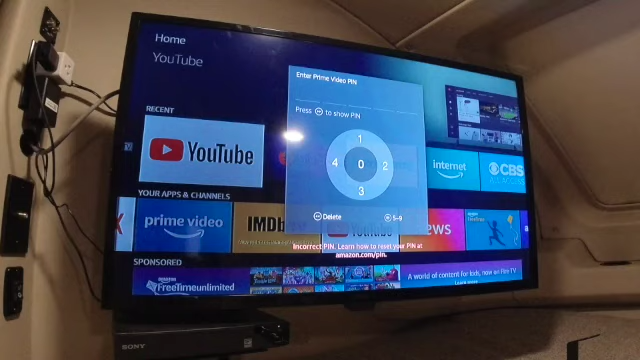 Home
YouTube
Enter Prime Video PIN
Press to show PIN
1
4 0 2
3
Delete 5-9
Incorrect PIN. Learn how to reset your PIN at
amazon.com/pin.
RECENT
YouTube
internet
CBS
YOUR APPS & CHANNELS
prime video
IMDb
YouTube
SPONSORED
FreeTimeunlimited
A world of content for kids, now on Fire TV
SONY